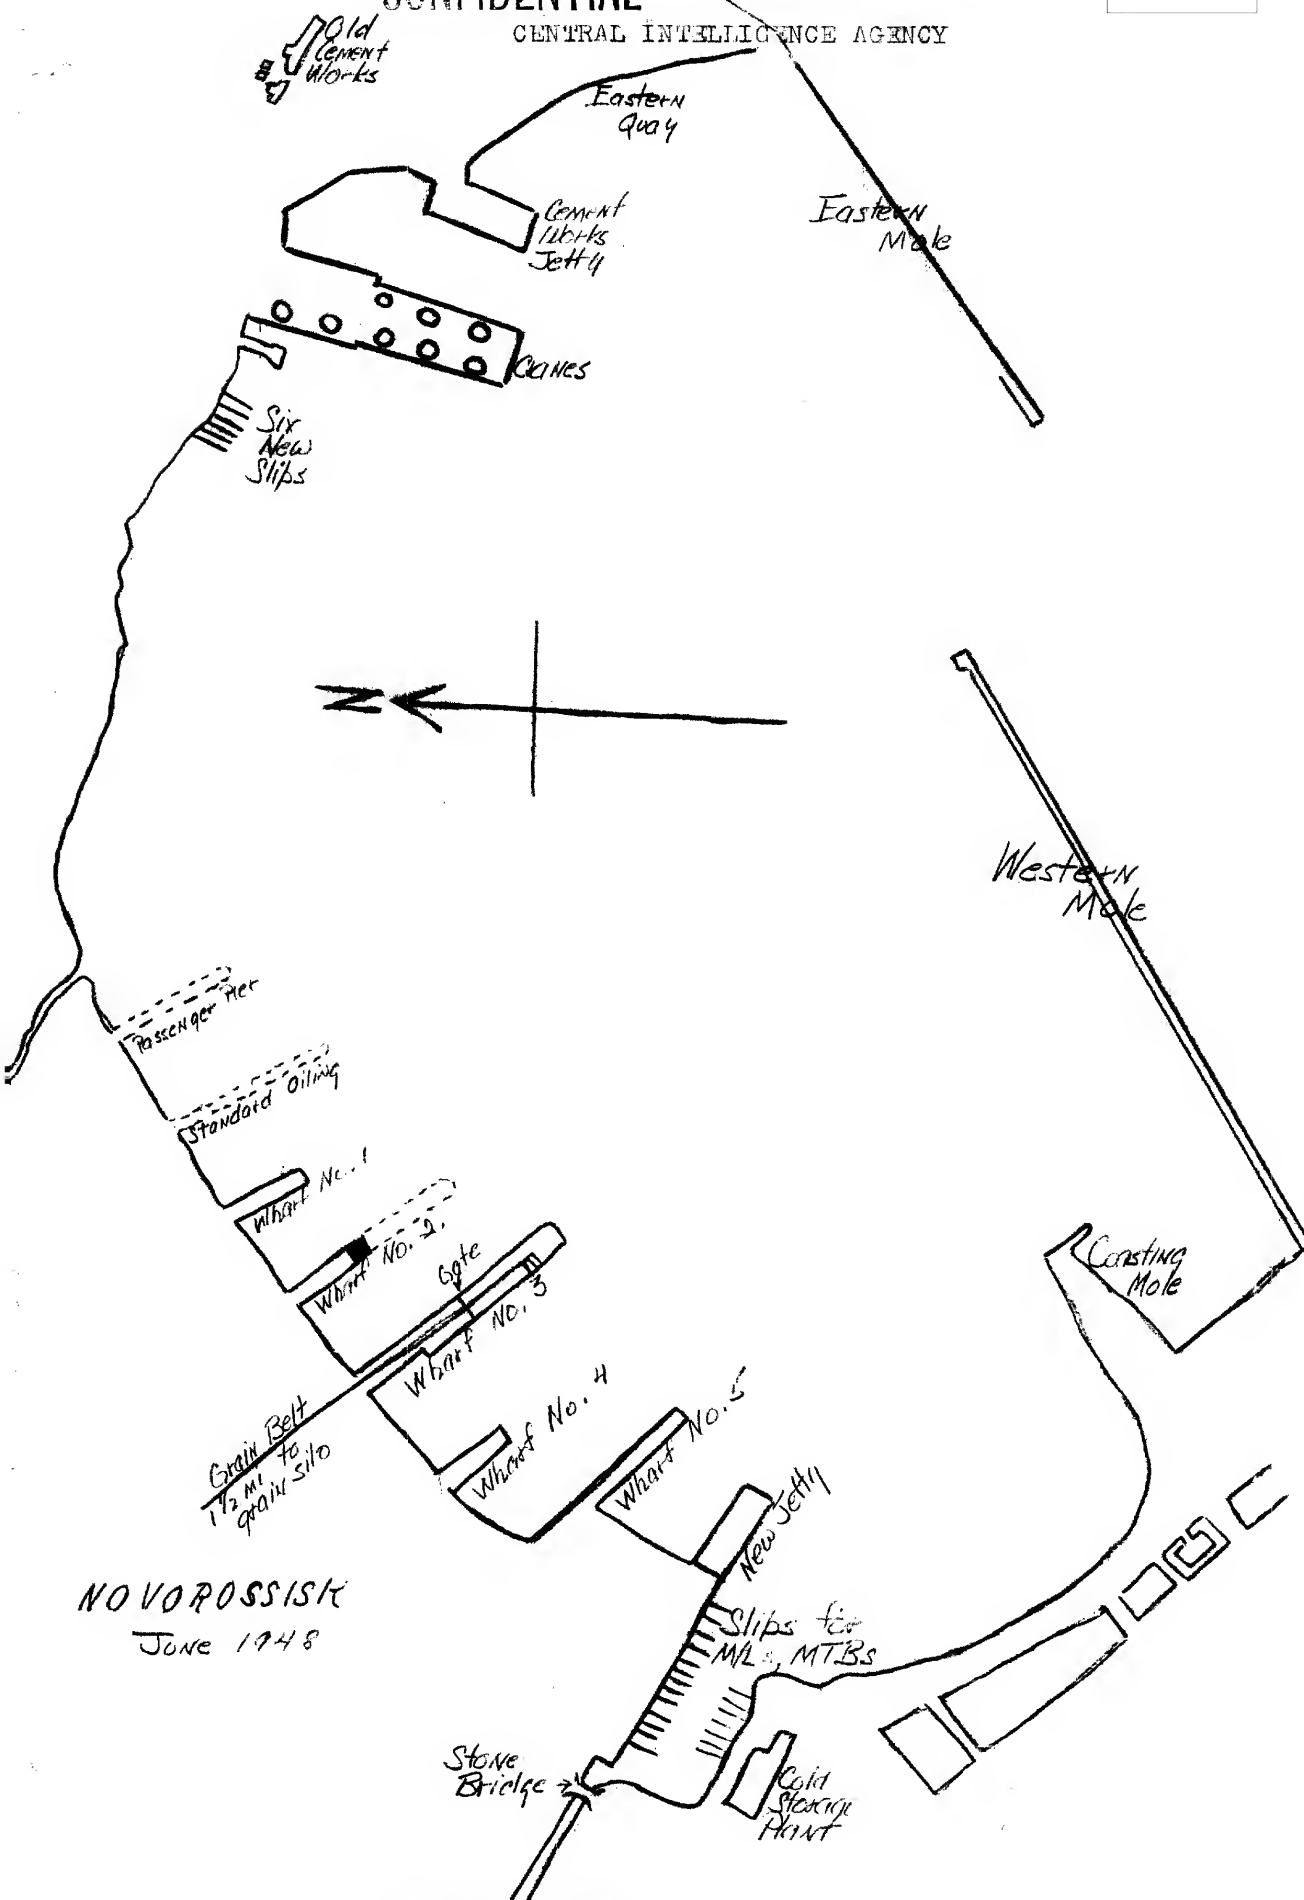 CONFIDENTIAL
CENTRAL INTELLIGENCE AGENCY
Old
Cement
Works
Eastern
Quay
Cement
Works
Jetty
Eastern
Mole
Cranes
Six
New
Slips
N
Western
Mole
Passenger Pier
Standard Oiling
Wharf No. 1
Wharf No. 2.
Gate
Wharf No. 3
Coasting
Mole
Wharf No. 4
Wharf No. 5
Grain Belt
1 1/2 mi to
grain silo
New Jetty
NOVOROSSISK
June 1948
Slips for
MLs, MTBs
Stone
Bridge
Cold
Storage
Plant